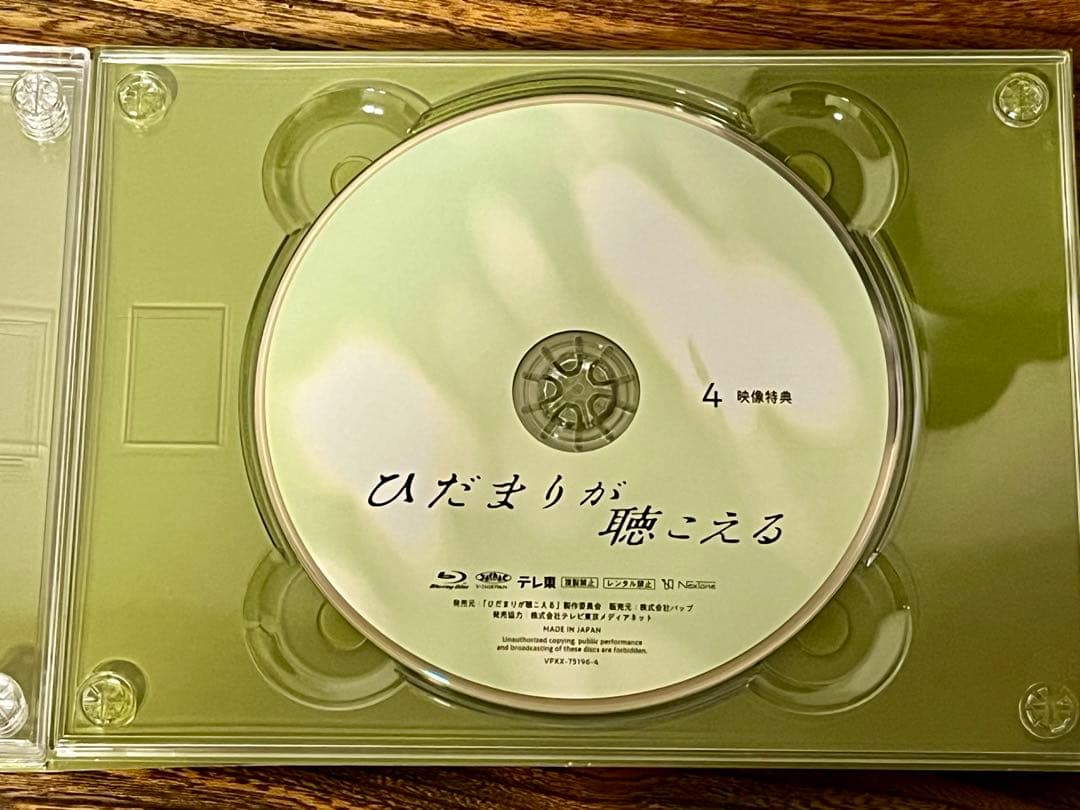 4 映像特典
ひだまりが
聴こえる
Blu-ray Disc テレ東 複製禁止 レンタル禁止 NexTone
発売元:「ひだまりが聴こえる」製作委員会 販売元:株式会社バップ
発売協力:株式会社テレビ東京メディアネット
MADE IN JAPAN
Unauthorized copying, public performance
and broadcasting of these discs are forbidden.
VPXX-75196-4